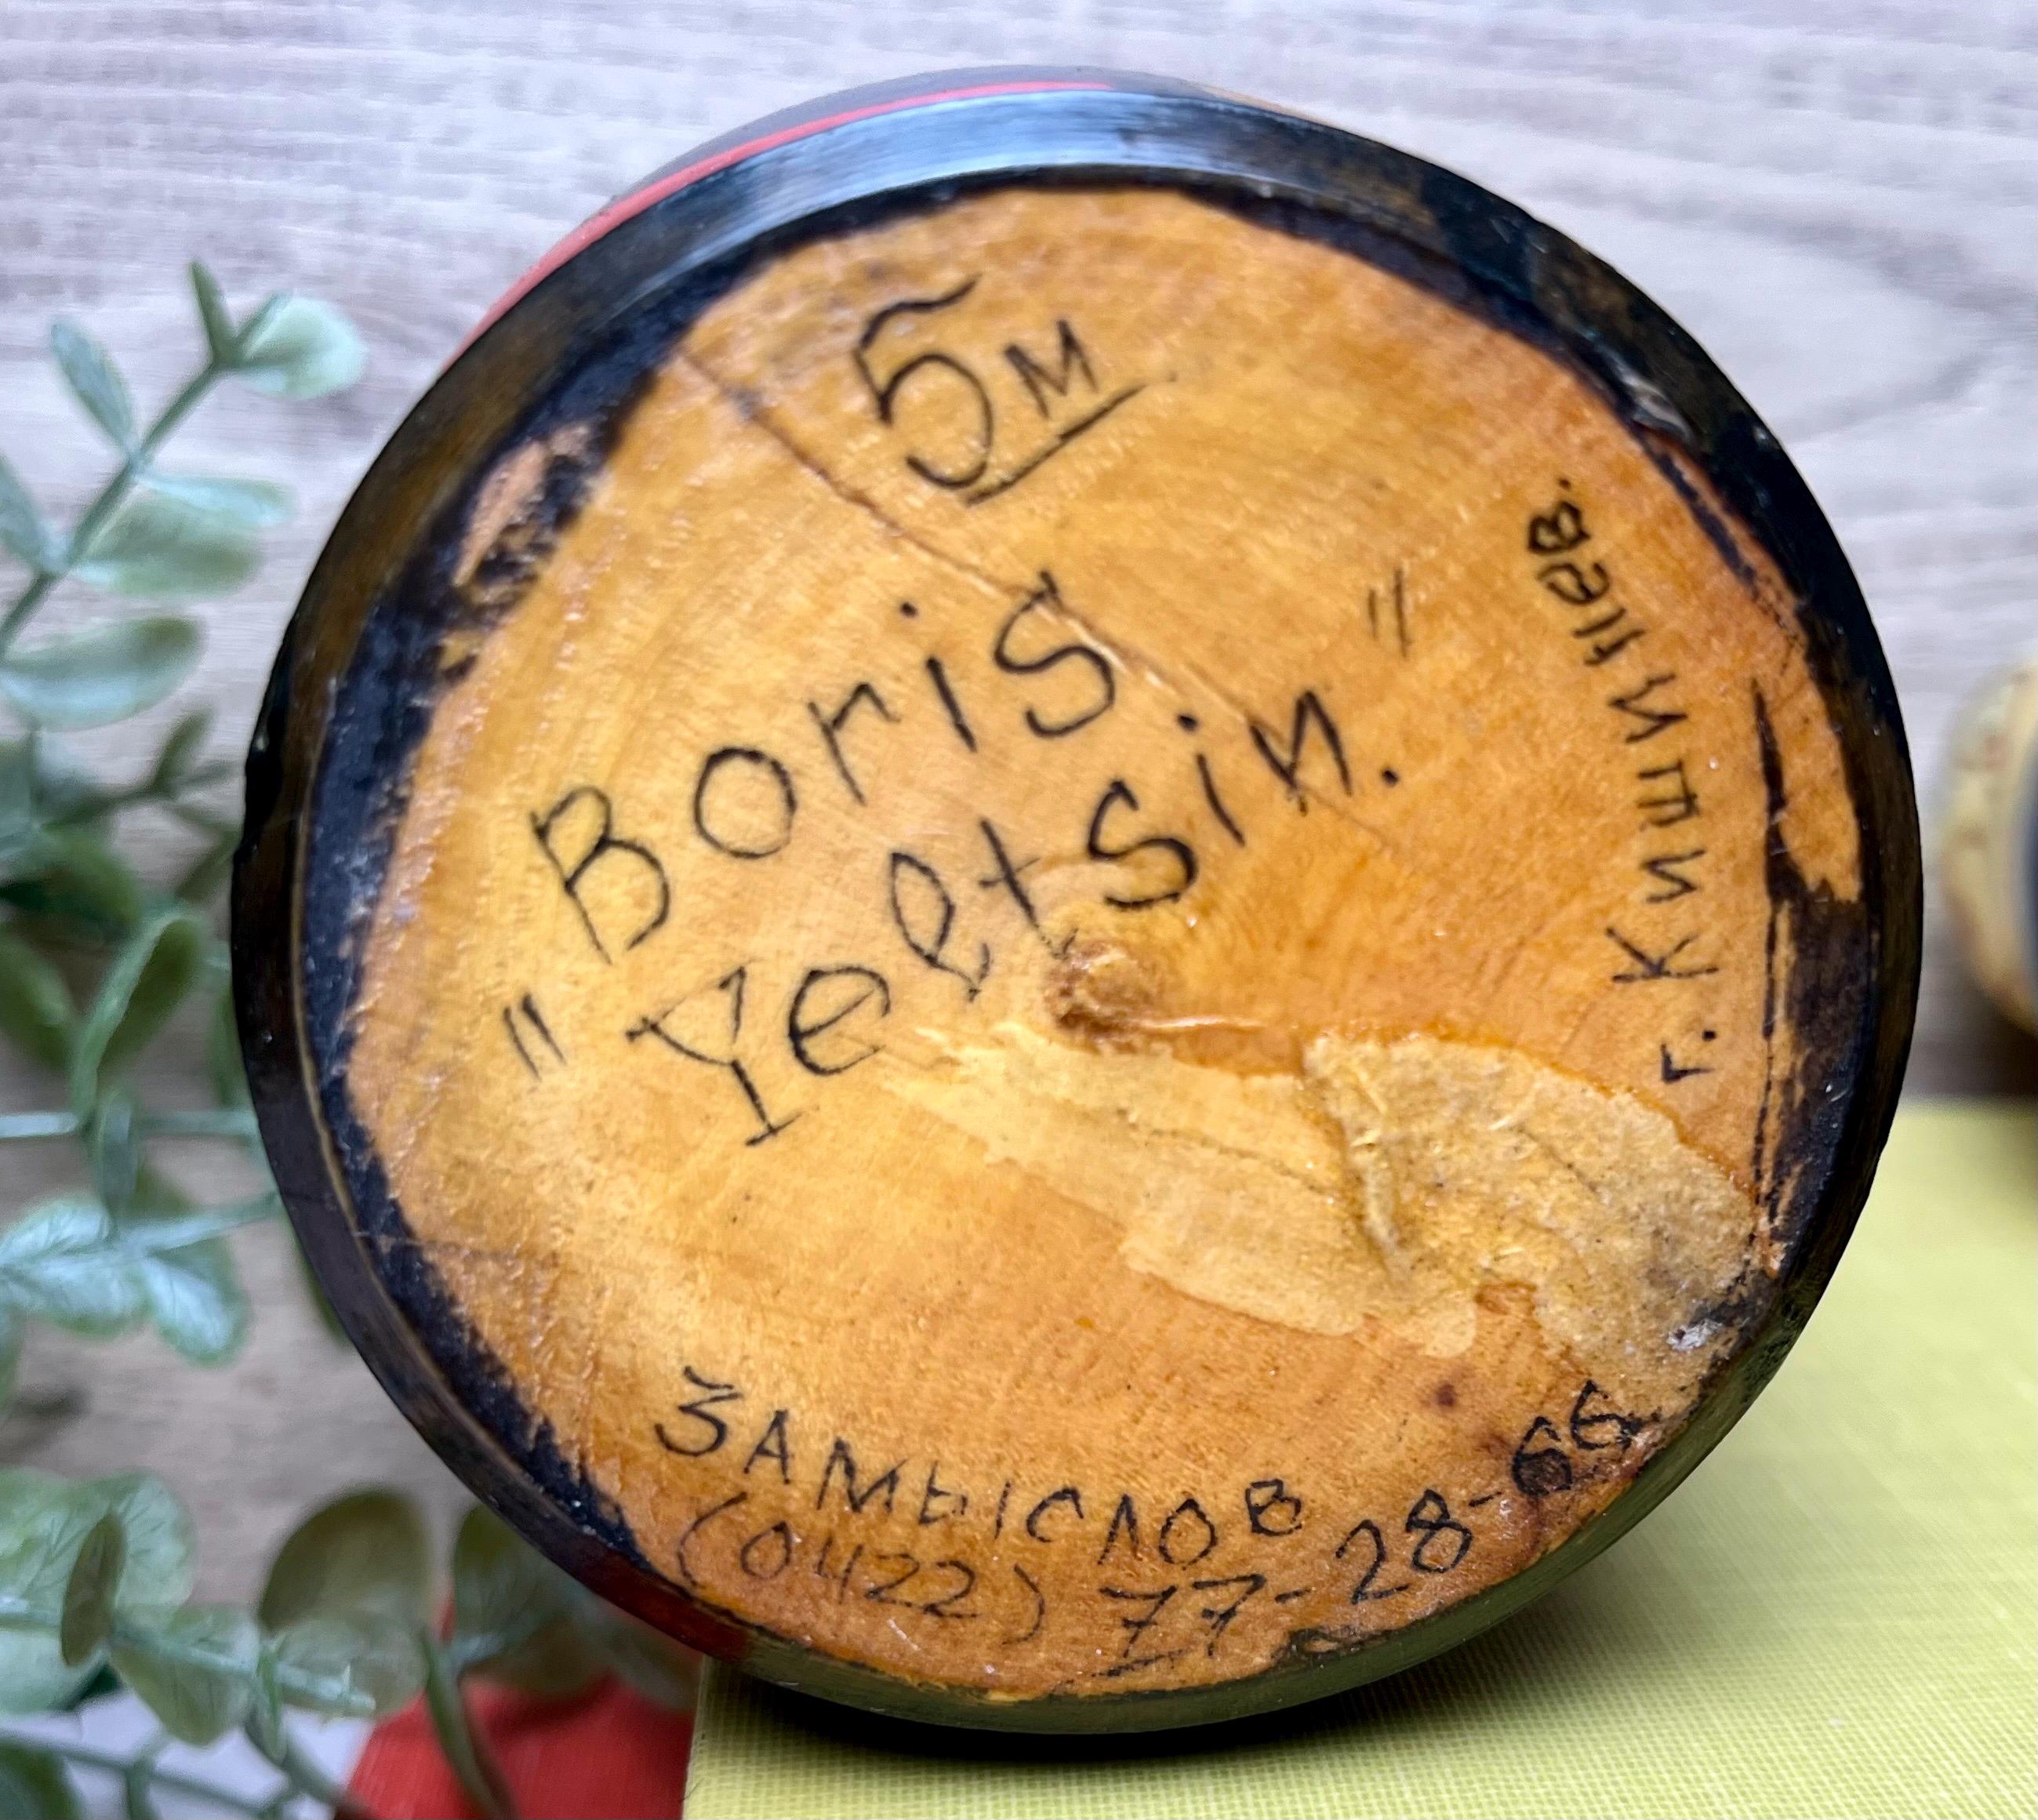 5м
Boris
"Yeltsin."
г. Кишинев.
ЗАМЫСЛОВ
(0422) 77-28-66